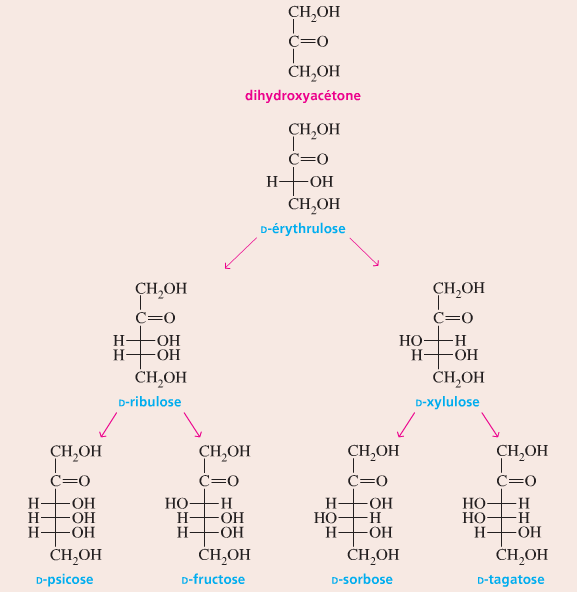 CH₂OH
C=O
CH₂OH
dihydroxyacétone
CH₂OH
C=O
H OH
CH₂OH
D-érythrulose
CH₂OH
C=O
H OH
H OH
CH₂OH
D-ribulose
CH₂OH
C=O
HO H
H OH
CH₂OH
D-xylulose
CH₂OH
C=O
H OH
H OH
H OH
CH₂OH
D-psicose
CH₂OH
C=O
HO H
H OH
H OH
CH₂OH
D-fructose
CH₂OH
C=O
H OH
HO H
H OH
CH₂OH
D-sorbose
CH₂OH
C=O
HO H
HO H
H OH
CH₂OH
D-tagatose